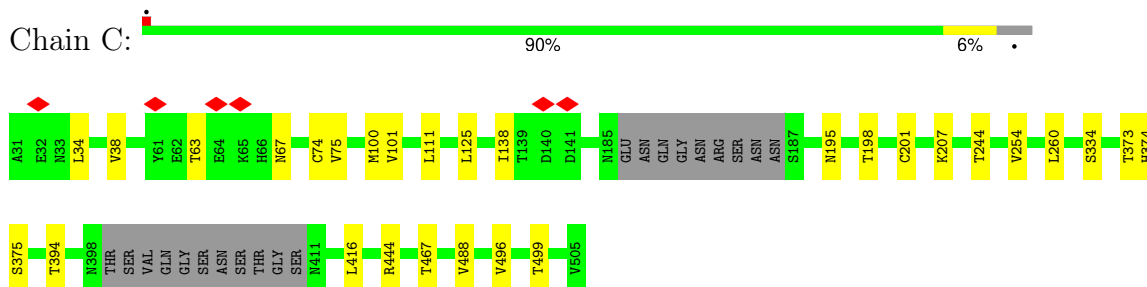 Chain C:
90% 6% •
A31 E32 N33 L34 V38 Y61 E62 T63 E64 K65 H66 N67 C74 V75 M100 V101 L111 L125 I138 T139 D140 D141 N185 GLU ASN GLN GLY ASN ARG SER ASN ASN S187 N195 T198 C201 K207 T244 V254 L260 S334 T373 H374
S375 T394 N398 THR SER VAL GLN GLY SER ASN SER THR GLY SER N411 L416 R444 T467 V488 V496 T499 V505